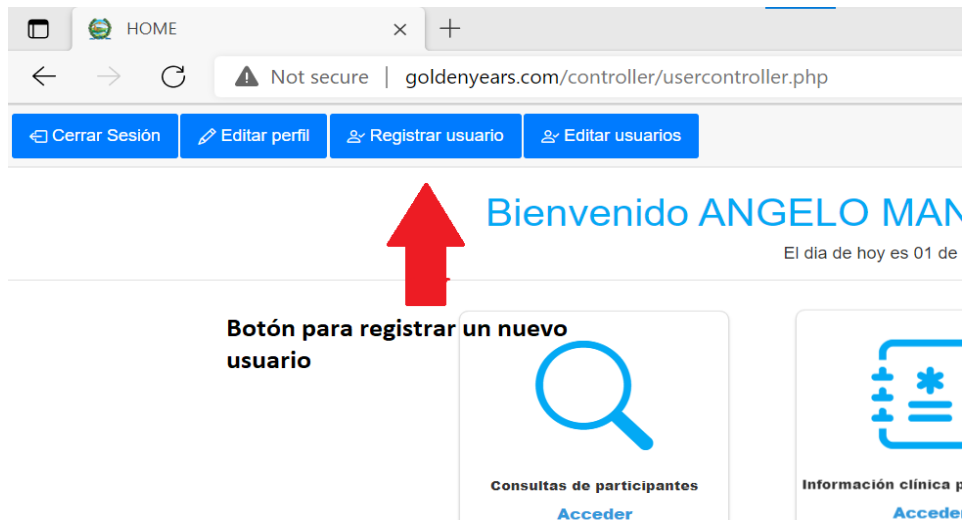 HOME
Not secure | goldenyears.com/controller/usercontroller.php
Cerrar Sesión Editar perfil Registrar usuario Editar usuarios
Bienvenido ANGELO MAN
El dia de hoy es 01 de
Botón para registrar un nuevo
usuario
Consultas de participantes
Información clínica p
Acceder
Acceder